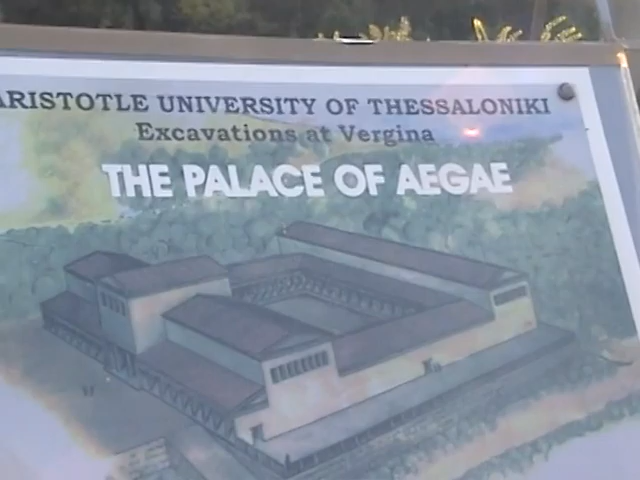 ARISTOTLE UNIVERSITY OF THESSALONIKI
Excavations at Vergina
THE PALACE OF AEGAE